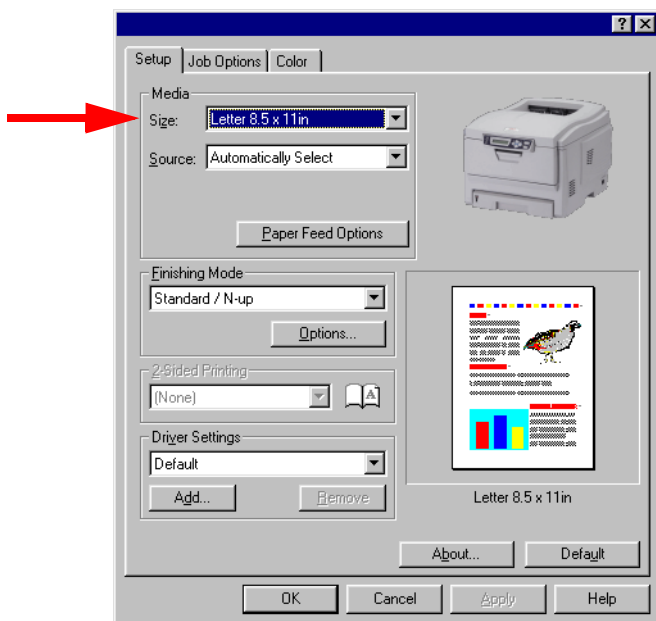 Setup
Job Options
Color
Media
Size:
Letter 8.5 x 11in
Source:
Automatically Select
Paper Feed Options
Finishing Mode
Standard / N-up
Options...
2-Sided Printing
(None)
A
Driver Settings
Default
Add...
Remove
Letter 8.5 x 11in
About...
Default
OK
Cancel
Apply
Help